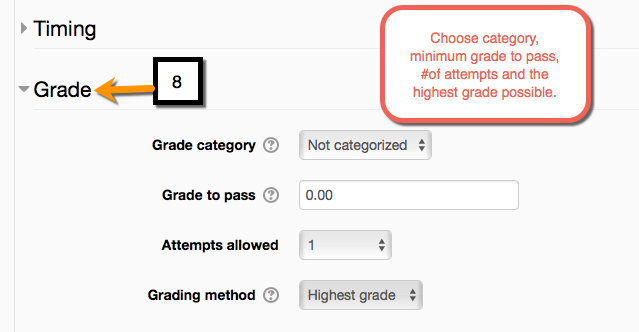 Timing
Choose category,
minimum grade to pass,
#of attempts and the
highest grade possible.
Grade
8
Grade category ? Not categorized
Grade to pass ? 0.00
Attempts allowed 1
Grading method ? Highest grade